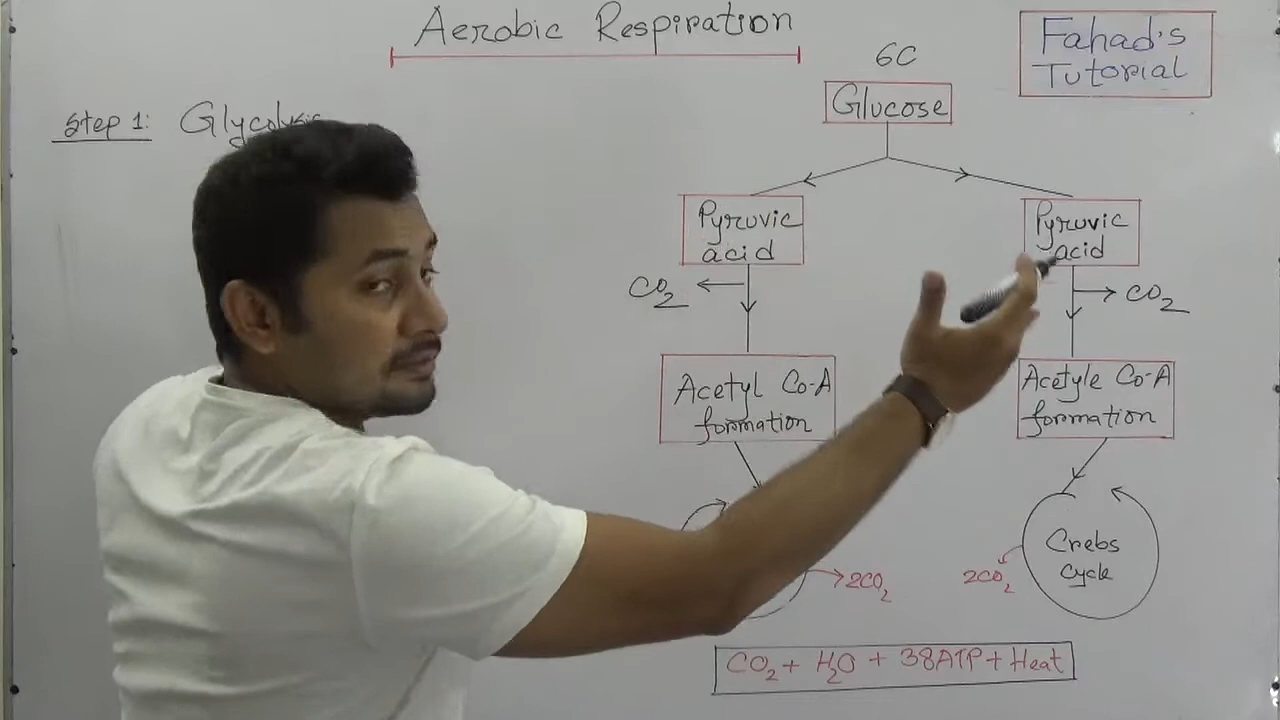 Aerobic Respiration
Fahad's
Tutorial
6C
Glucose
Step 1: Glycolysis
Pyruvic
acid
Pyruvic
acid
CO2
CO2
Acetyl Co-A
formation
Acetyle Co-A
formation
Crebs
Cycle
2CO2
2CO2
CO2 + H2O + 38ATP + Heat